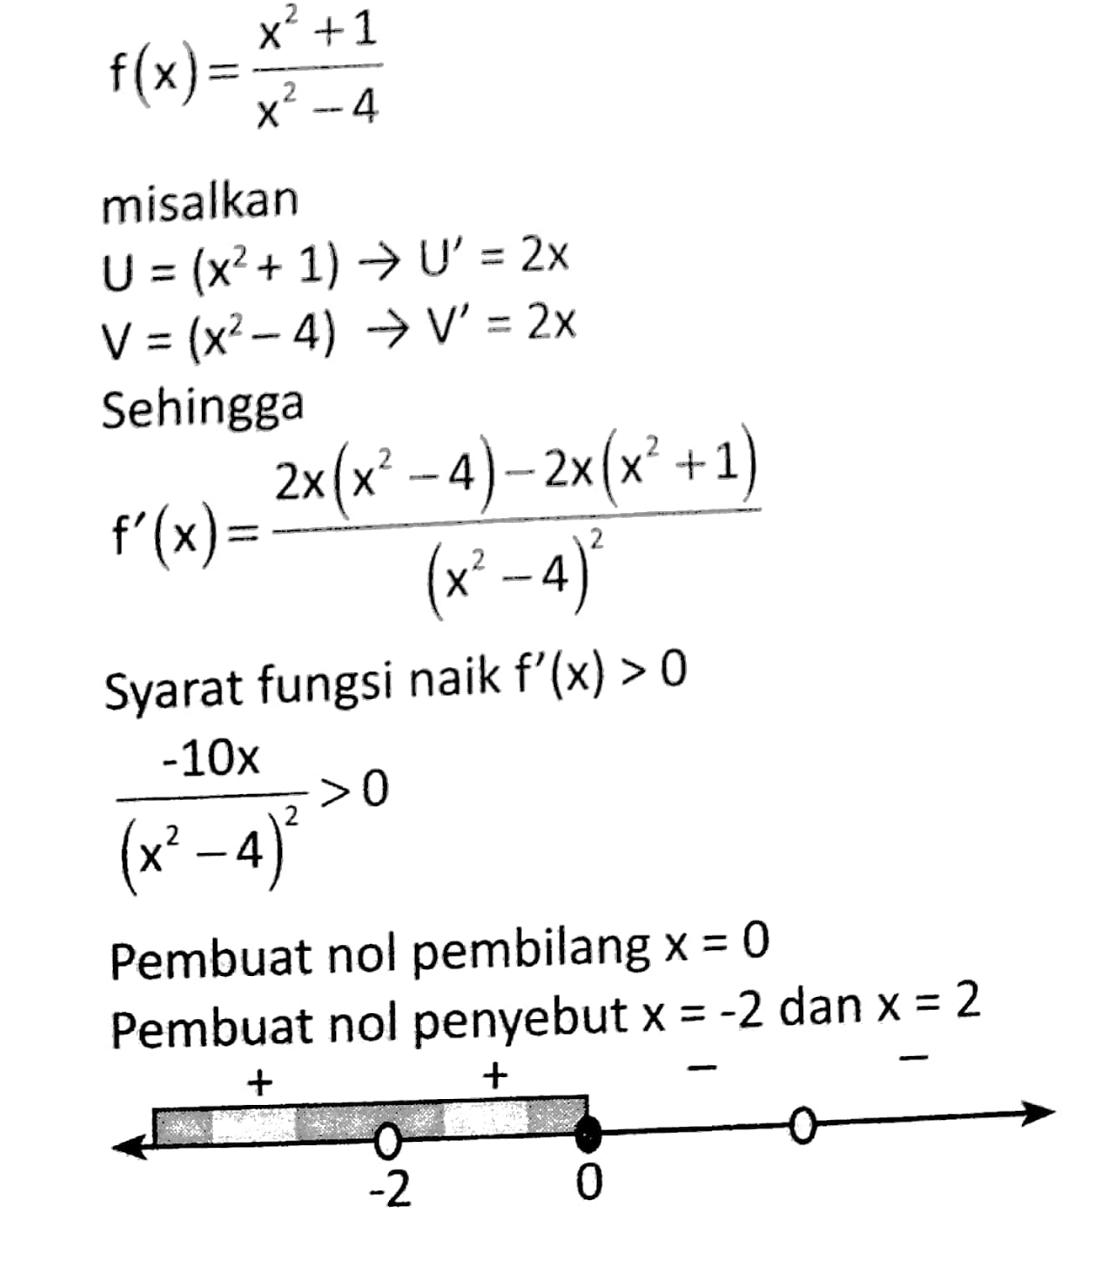 f(x) = (x² + 1)/(x² – 4)
misalkan
U = (x² + 1) → U′ = 2x
V = (x² – 4) → V′ = 2x
Sehingga
f′(x) = (2x(x² – 4) – 2x(x² + 1))/(x² – 4)²
Syarat fungsi naik f′(x) > 0
-10x/(x² – 4)² > 0
Pembuat nol pembilang x = 0
Pembuat nol penyebut x = -2 dan x = 2
+ + – –
-2 0